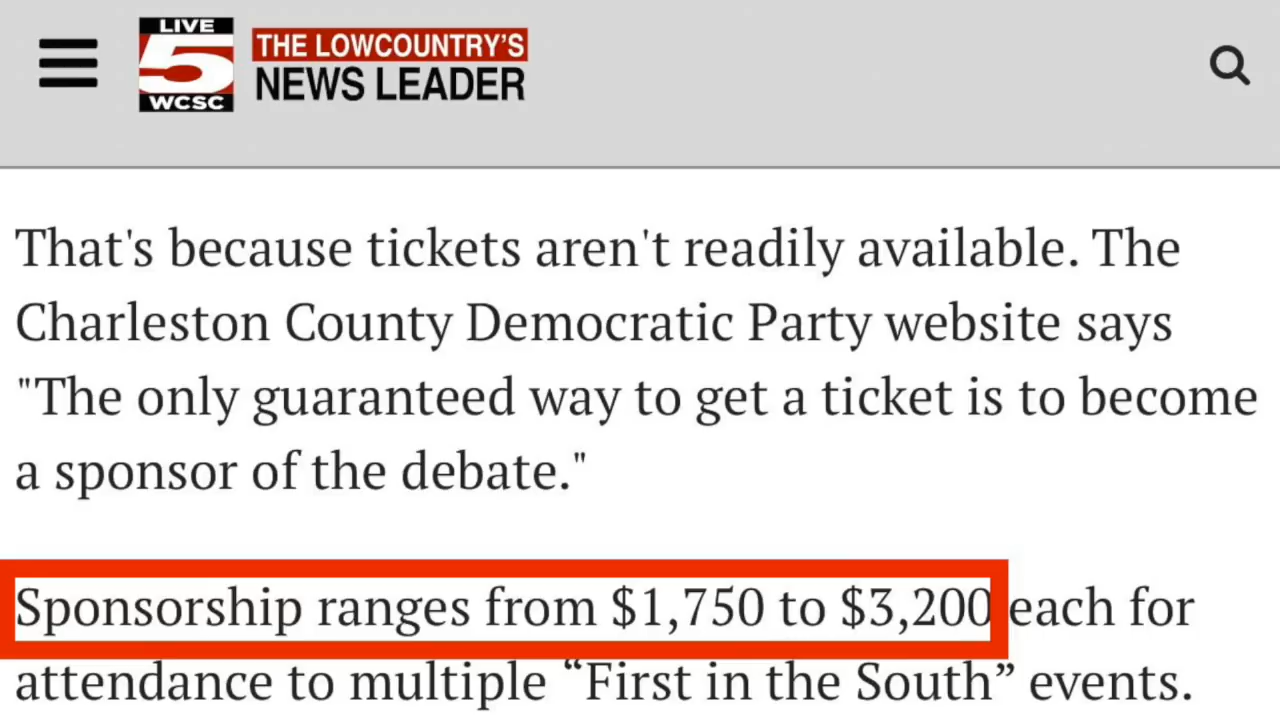 LIVE
5
WCSC
THE LOWCOUNTRY'S
NEWS LEADER
That's because tickets aren't readily available. The
Charleston County Democratic Party website says
"The only guaranteed way to get a ticket is to become
a sponsor of the debate."
Sponsorship ranges from $1,750 to $3,200 each for
attendance to multiple “First in the South” events.